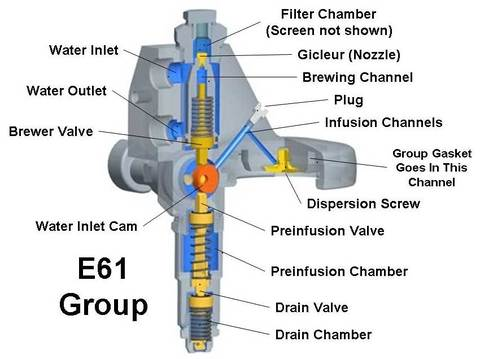 Filter Chamber
(Screen not shown)
Water Inlet
Gicleur (Nozzle)
Brewing Channel
Water Outlet
Plug
Brewer Valve
Infusion Channels
Group Gasket
Goes In This
Channel
Dispersion Screw
Water Inlet Cam
Preinfusion Valve
E61
Group
Preinfusion Chamber
Drain Valve
Drain Chamber